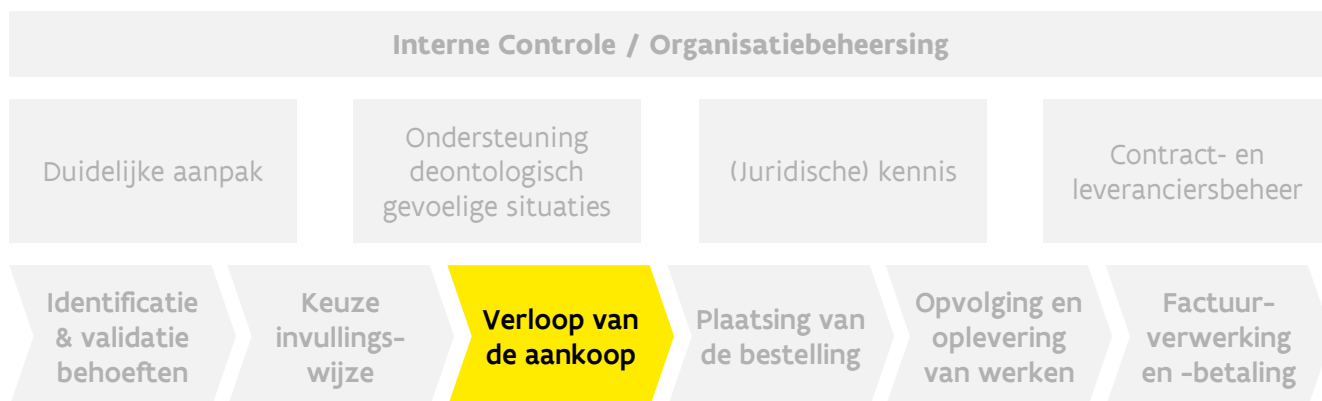 Interne Controle / Organisatiebeheersing
Duidelijke aanpak
Ondersteuning
deontologisch
gevoelige situaties
(Juridische) kennis
Contract- en
leveranciersbeheer
Identificatie
& validatie
behoeften
Keuze
invullings-
wijze
Verloop van
de aankoop
Plaatsing van
de bestelling
Opvolging en
oplevering
van werken
Factuur-
verwerking
en -betaling